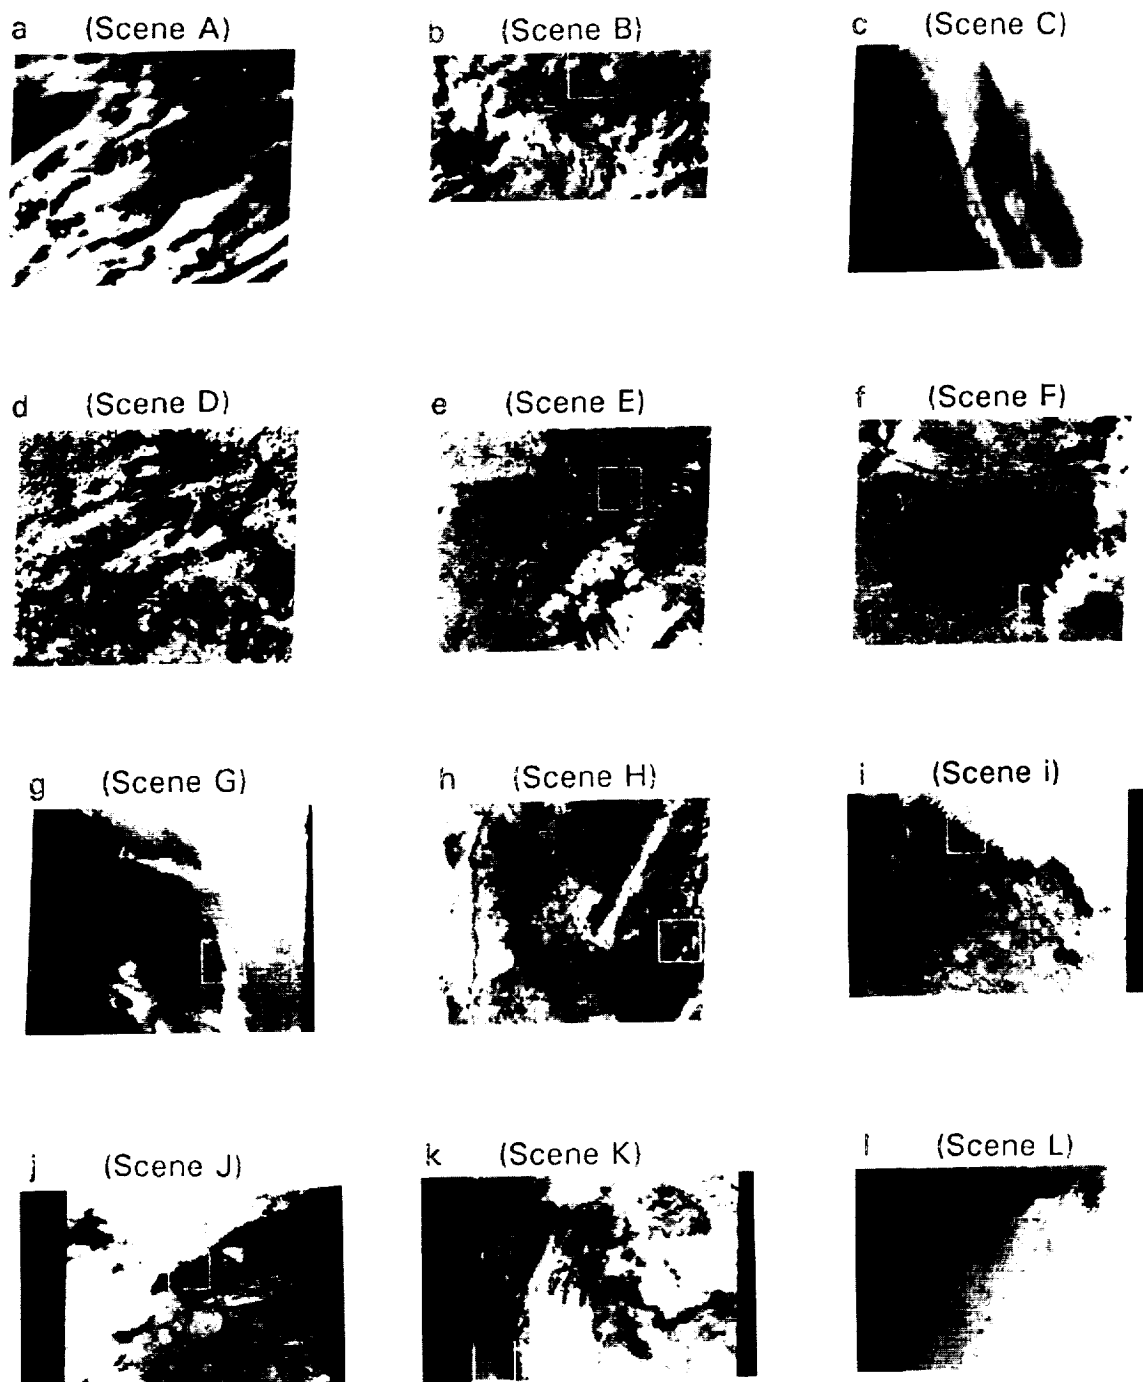 a (Scene A)
b (Scene B)
c (Scene C)
d (Scene D)
e (Scene E)
f (Scene F)
g (Scene G)
h (Scene H)
i (Scene i)
j (Scene J)
k (Scene K)
l (Scene L)